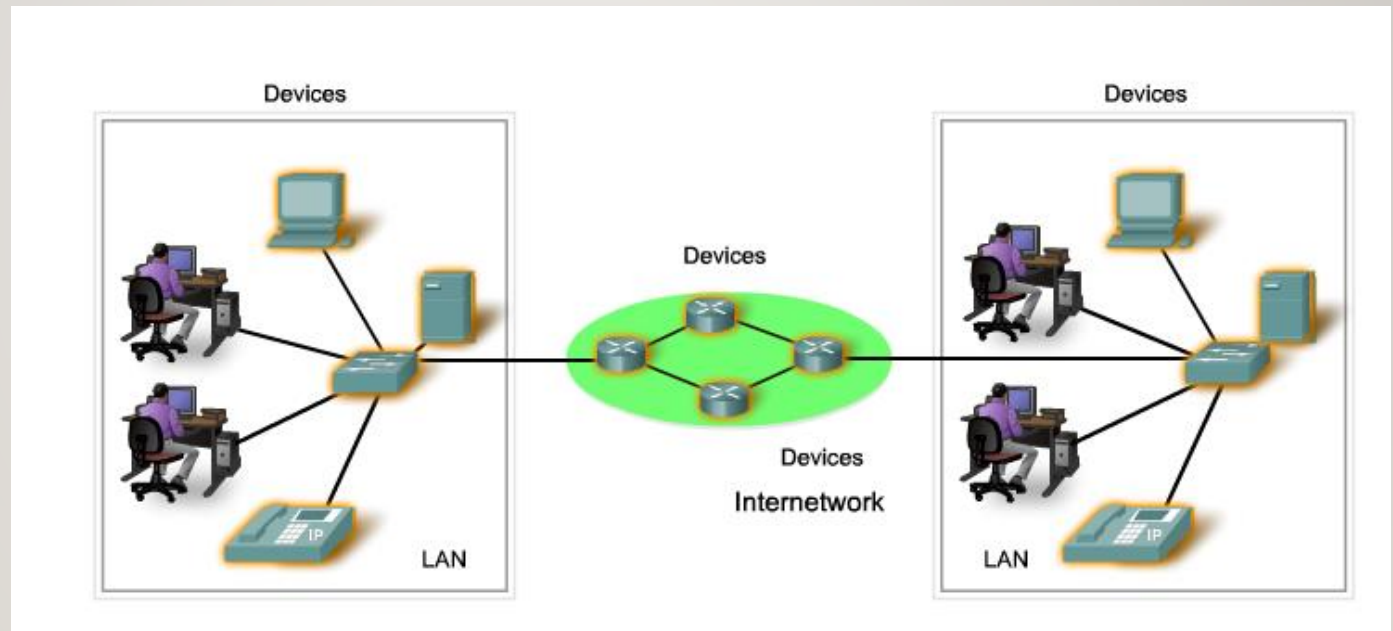 Devices
Devices
Devices
Devices
Internetwork
IP
LAN
IP
LAN